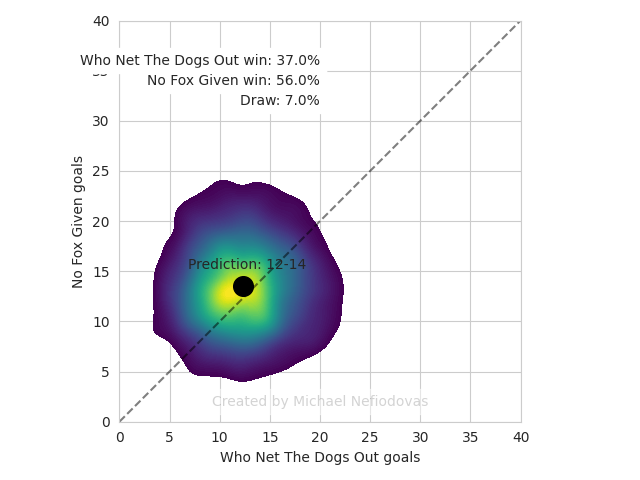 40
Who Net The Dogs Out win: 37.0%
No Fox Given win: 56.0%
Draw: 7.0%
30
25
20
15
10
5
0
No Fox Given goals
Prediction: 12-14
Created by Michael Nefiodovas
0 5 10 15 20 25 30 35 40
Who Net The Dogs Out goals